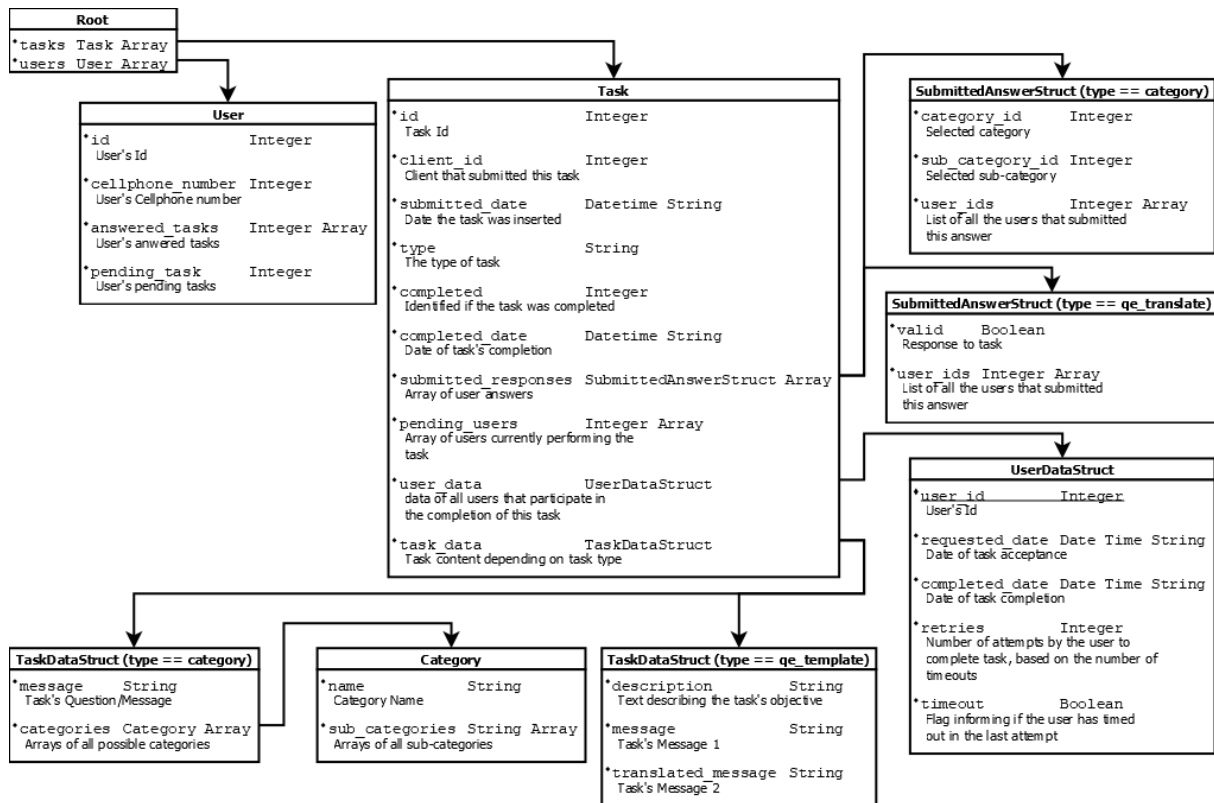 Root
*tasks Task Array
*users User Array
User
*id Integer
User's Id
*cellphone_number Integer
User's Cellphone number
*answered_tasks Integer Array
User's anwered tasks
*pending_task Integer
User's pending tasks
Task
*id Integer
Task Id
*client_id Integer
Client that submitted this task
*submitted_date Datetime String
Date the task was inserted
*type String
The type of task
*completed Integer
Identified if the task was completed
*completed_date Datetime String
Date of task's completion
*submitted_responses SubmittedAnswerStruct Array
Array of user answers
*pending_users Integer Array
Array of users currently performing the
task
*user_data UserDataStruct
data of all users that participate in
the completion of this task
*task_data TaskDataStruct
Task content depending on task type
SubmittedAnswerStruct (type == category)
*category_id Integer
Selected category
*sub_category_id Integer
Selected sub-category
*user_ids Integer Array
List of all the users that submitted
this answer
SubmittedAnswerStruct (type == qe_translate)
*valid Boolean
Response to task
*user_ids Integer Array
List of all the users that submitted
this answer
UserDataStruct
*user_id Integer
User's Id
*requested_date Date Time String
Date of task acceptance
*completed_date Date Time String
Date of task completion
*retries Integer
Number of attempts by the user to
complete task, based on the number of
timeouts
*timeout Boolean
Flag informing if the user has timed
out in the last attempt
TaskDataStruct (type == category)
*message String
Task's Question/Message
*categories Category Array
Arrays of all possible categories
Category
*name String
Category Name
*sub_categories String Array
Arrays of all sub-categories
TaskDataStruct (type == qe_template)
*description String
Text describing the task's objective
*message String
Task's Message 1
*translated_message String
Task's Message 2